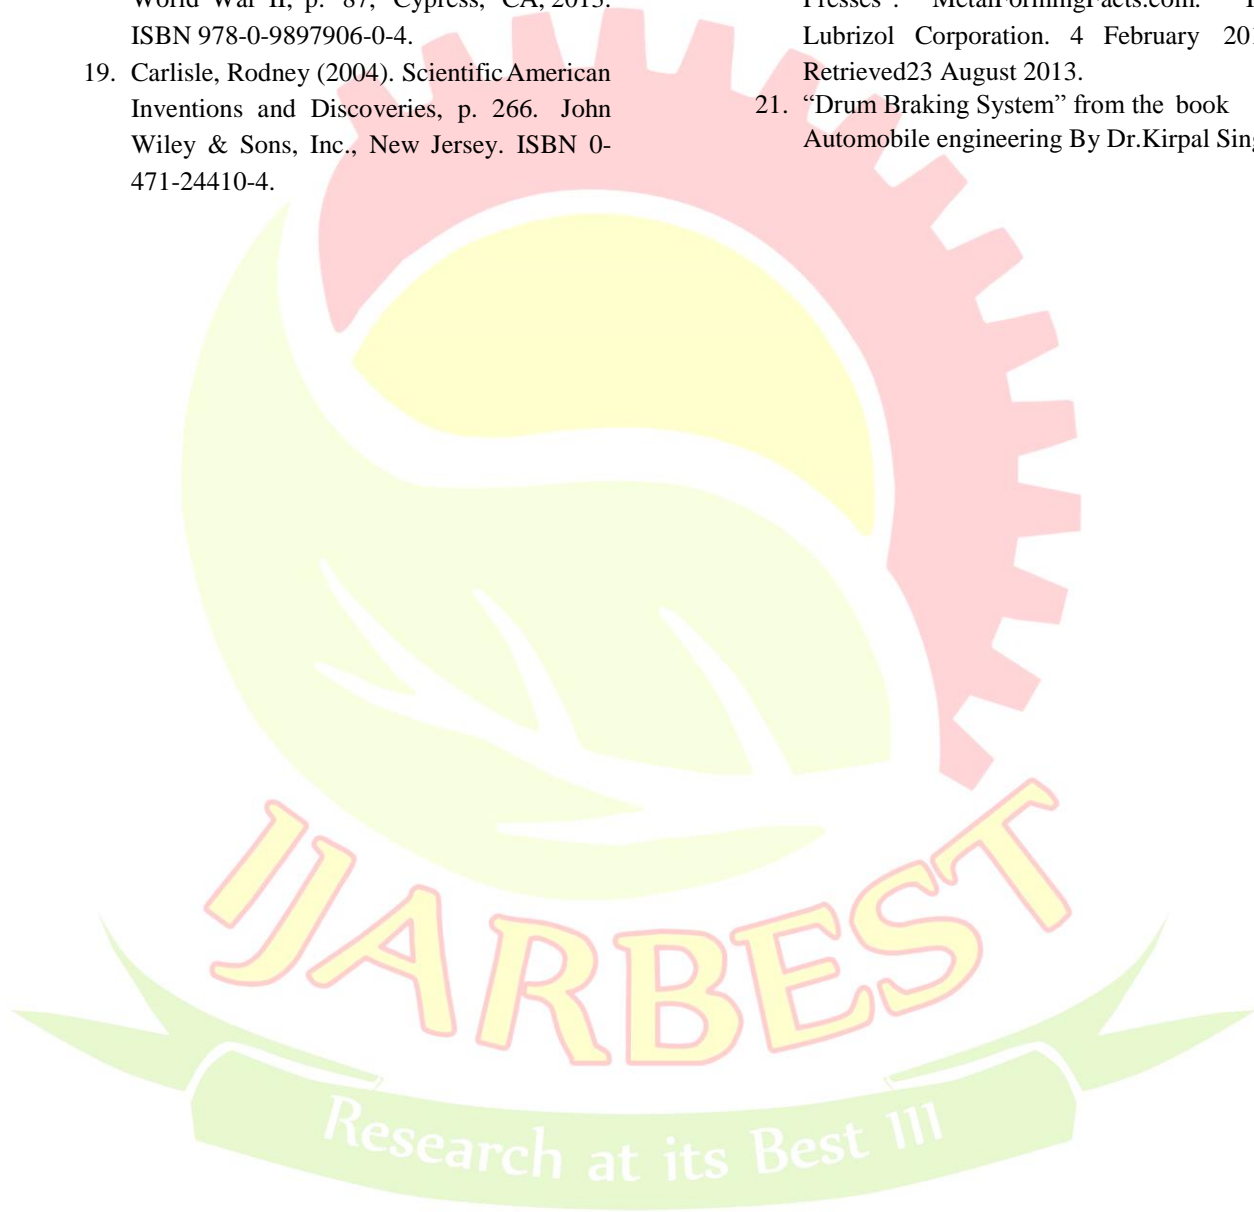 World War II, p. 87, Cypress, CA, 2013.
ISBN 978-0-9897906-0-4.
19. Carlisle, Rodney (2004). Scientific American
Inventions and Discoveries, p. 266. John
Wiley & Sons, Inc., New Jersey. ISBN 0-
471-24410-4.
Presses". MetalFormingFacts.com.
Lubrizol Corporation. 4 February
Retrieved23 August 2013.
21. “Drum Braking System” from the book
Automobile engineering By Dr.Kirpal
IJARBEST
Research at its Best !!!